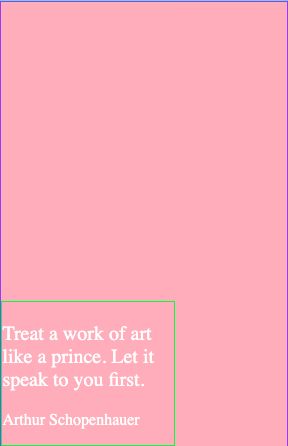 Treat a work of art
like a prince. Let it
speak to you first.
Arthur Schopenhauer